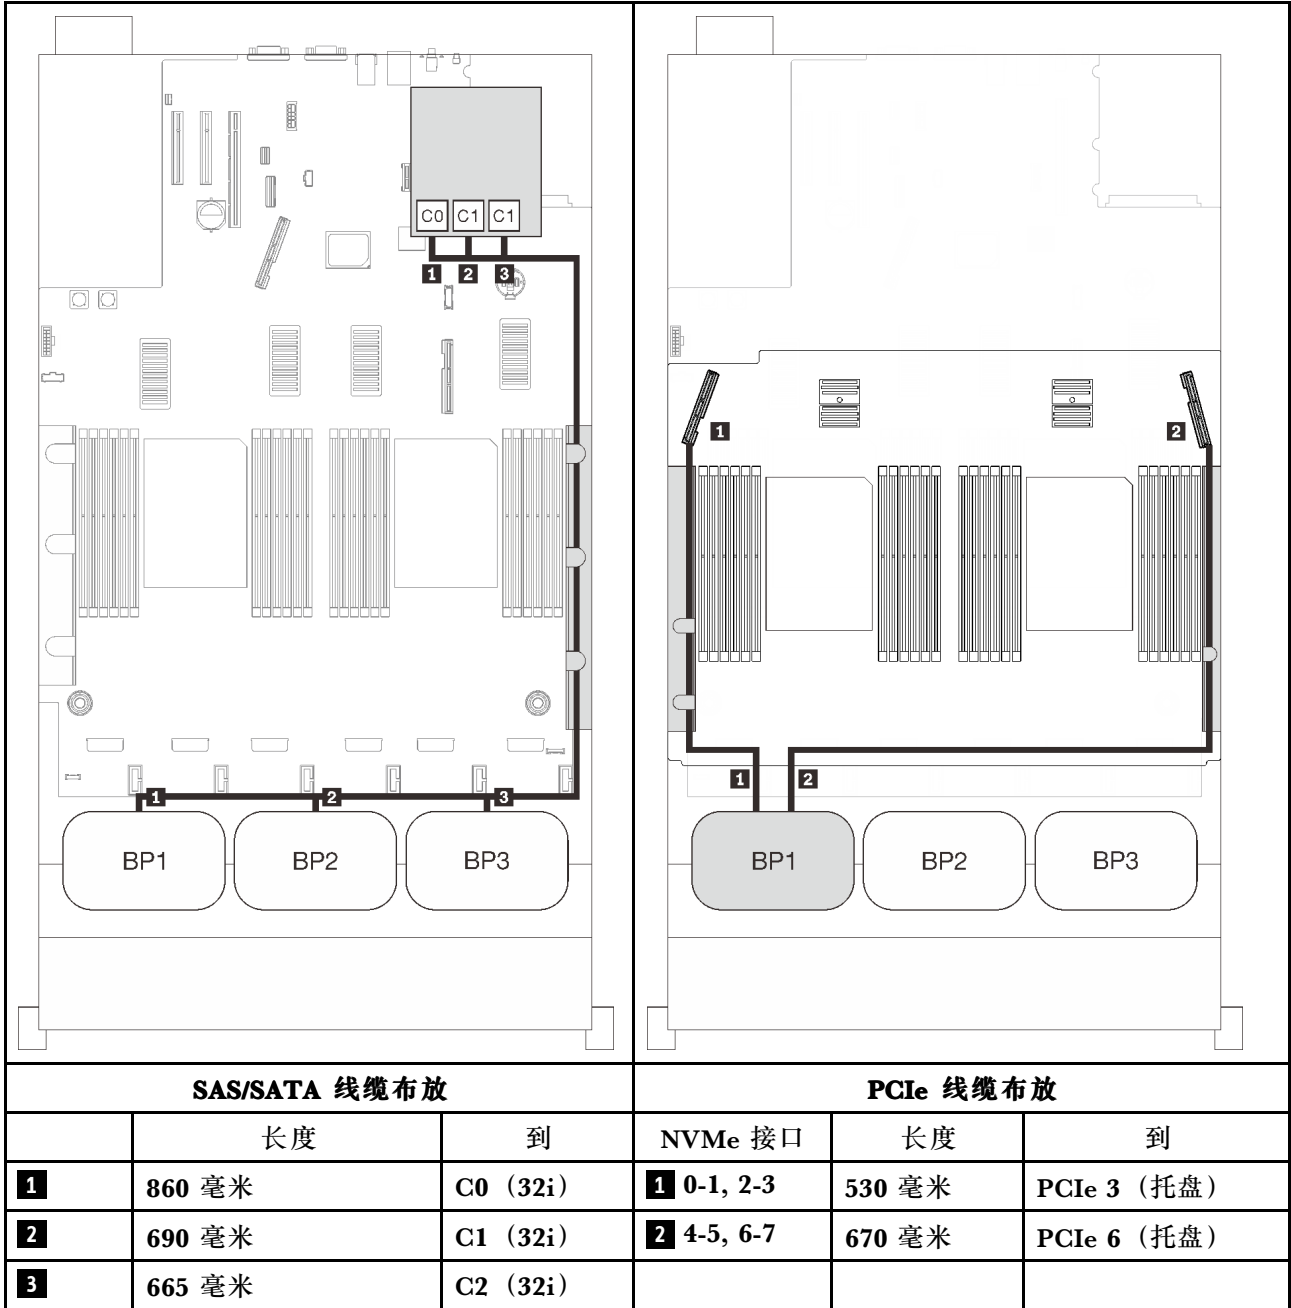 C0 C1 C1
1 2 3
1 2
1 2
1 2 3
BP1 BP2 BP3
BP1 BP2 BP3
SAS/SATA 线缆布放 PCIe 线缆布放
长度 到 NVMe 接口 长度 到
1 860 毫米 C0（32i） 1 0-1, 2-3 530 毫米 PCIe 3（托盘）
2 690 毫米 C1（32i） 2 4-5, 6-7 670 毫米 PCIe 6（托盘）
3 665 毫米 C2（32i）